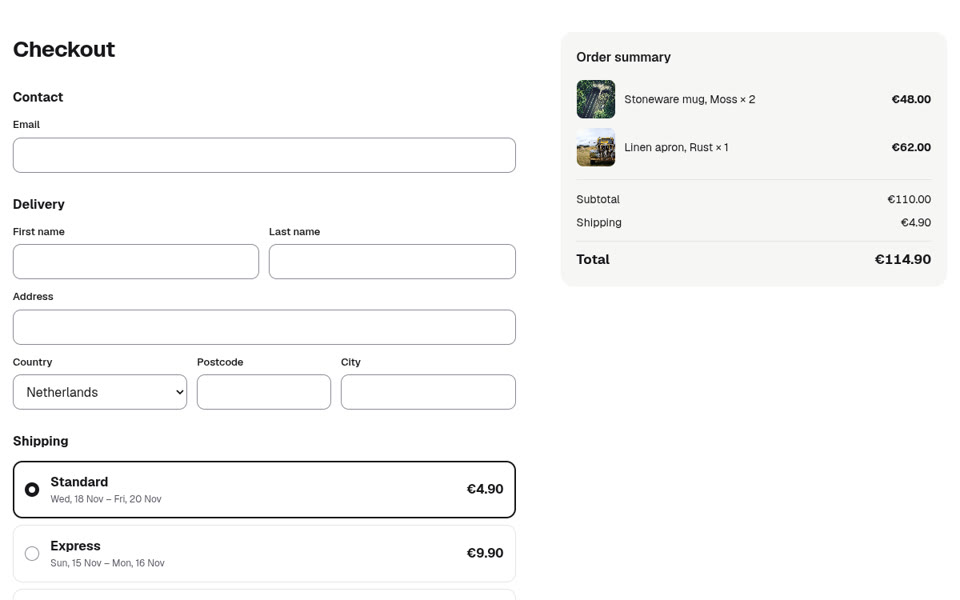 Checkout
Contact
Email
Delivery
First name
Last name
Address
Country
Postcode
City
Netherlands
Shipping
Standard
Wed, 18 Nov – Fri, 20 Nov
€4.90
Express
Sun, 15 Nov – Mon, 16 Nov
€9.90
Order summary
Stoneware mug, Moss × 2
€48.00
Linen apron, Rust × 1
€62.00
Subtotal
€110.00
Shipping
€4.90
Total
€114.90